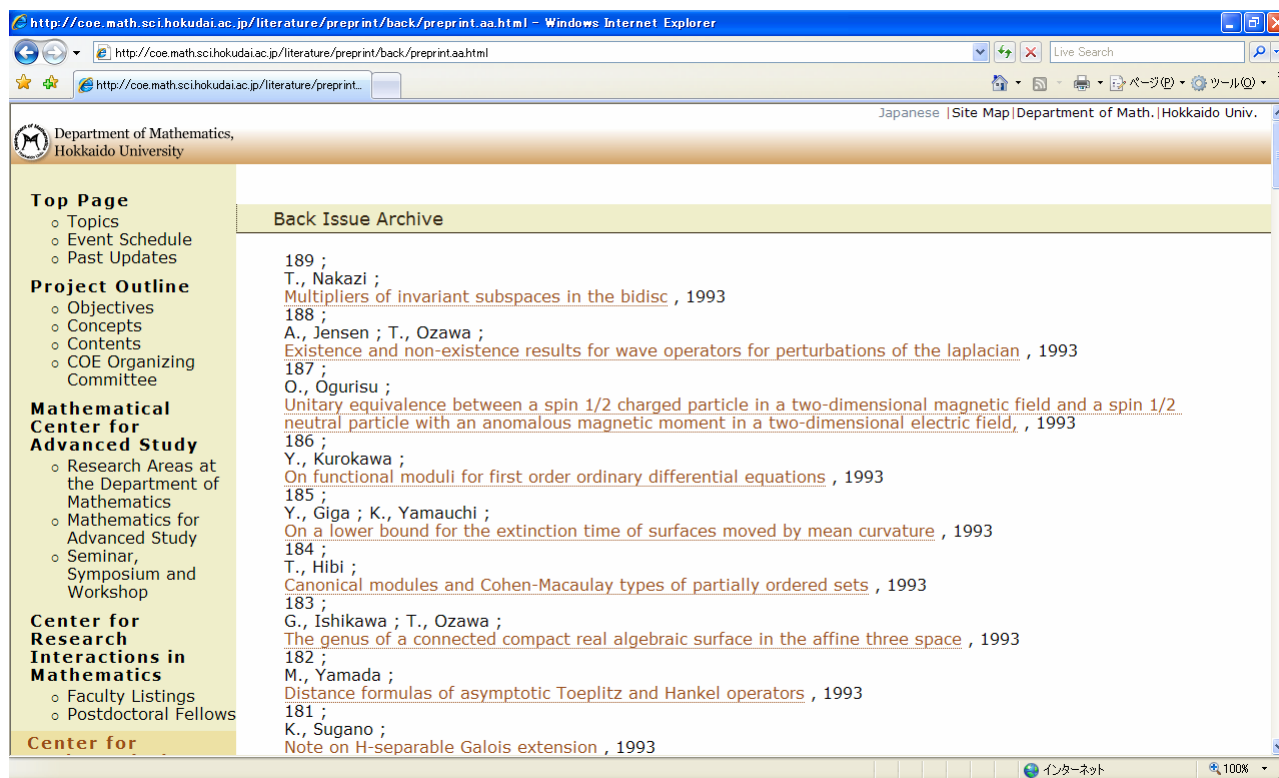 http://coe.math.sci.hokudai.ac.jp/literature/preprint/back/preprint.aa.html - Windows Internet Explorer
http://coe.math.sci.hokudai.ac.jp/literature/preprint/back/preprint.aa.html
Live Search
http://coe.math.sci.hokudai.ac.jp/literature/preprint...
ページ(P)
ツール(O)
Japanese |Site Map|Department of Math.|Hokkaido Univ.
Department of Mathematics,
Hokkaido University
Top Page
Topics
Event Schedule
Past Updates
Project Outline
Objectives
Concepts
Contents
COE Organizing
Committee
Mathematical
Center for
Advanced Study
Research Areas at
the Department of
Mathematics
Mathematics for
Advanced Study
Seminar,
Symposium and
Workshop
Center for
Research
Interactions in
Mathematics
Faculty Listings
Postdoctoral Fellows
Center for
Back Issue Archive
189 ;
T., Nakazi ;
Multipliers of invariant subspaces in the bidisc , 1993
188 ;
A., Jensen ; T., Ozawa ;
Existence and non-existence results for wave operators for perturbations of the laplacian , 1993
187 ;
O., Ogurisu ;
Unitary equivalence between a spin 1/2 charged particle in a two-dimensional magnetic field and a spin 1/2
neutral particle with an anomalous magnetic moment in a two-dimensional electric field, , 1993
186 ;
Y., Kurokawa ;
On functional moduli for first order ordinary differential equations , 1993
185 ;
Y., Giga ; K., Yamauchi ;
On a lower bound for the extinction time of surfaces moved by mean curvature , 1993
184 ;
T., Hibi ;
Canonical modules and Cohen-Macaulay types of partially ordered sets , 1993
183 ;
G., Ishikawa ; T., Ozawa ;
The genus of a connected compact real algebraic surface in the affine three space , 1993
182 ;
M., Yamada ;
Distance formulas of asymptotic Toeplitz and Hankel operators , 1993
181 ;
K., Sugano ;
Note on H-separable Galois extension , 1993
インターネット
100%